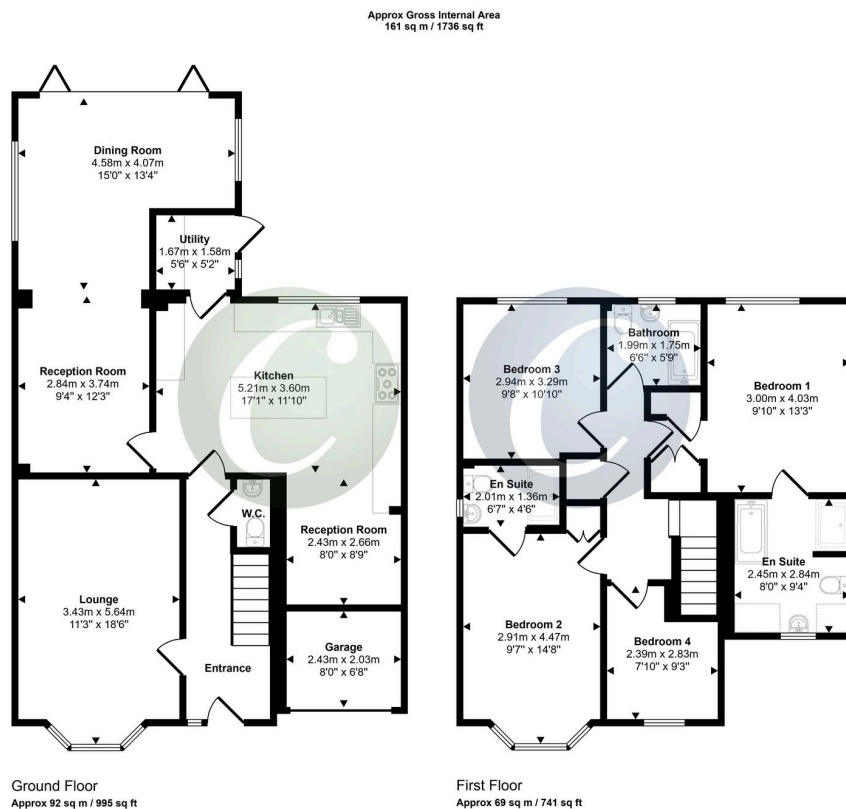 Approx Gross Internal Area
161 sq m / 1736 sq ft
Dining Room
4.58m x 4.07m
15'0" x 13'4"
Utility
1.67m x 1.58m
5'6" x 5'2"
Reception Room
2.84m x 3.74m
9'4" x 12'3"
Kitchen
5.21m x 3.60m
17'1" x 11'10"
W.C.
Reception Room
2.43m x 2.66m
8'0" x 8'9"
Lounge
3.43m x 5.64m
11'3" x 18'6"
Entrance
Garage
2.43m x 2.03m
8'0" x 6'8"
Ground Floor
Approx 92 sq m / 995 sq ft
Bedroom 3
2.94m x 3.29m
9'8" x 10'10"
Bathroom
1.99m x 1.75m
6'6" x 5'9"
Bedroom 1
3.00m x 4.03m
9'10" x 13'3"
En Suite
2.01m x 1.36m
6'7" x 4'6"
En Suite
2.45m x 2.84m
8'0" x 9'4"
Bedroom 2
2.91m x 4.47m
9'7" x 14'8"
Bedroom 4
2.39m x 2.83m
7'10" x 9'3"
First Floor
Approx 69 sq m / 741 sq ft